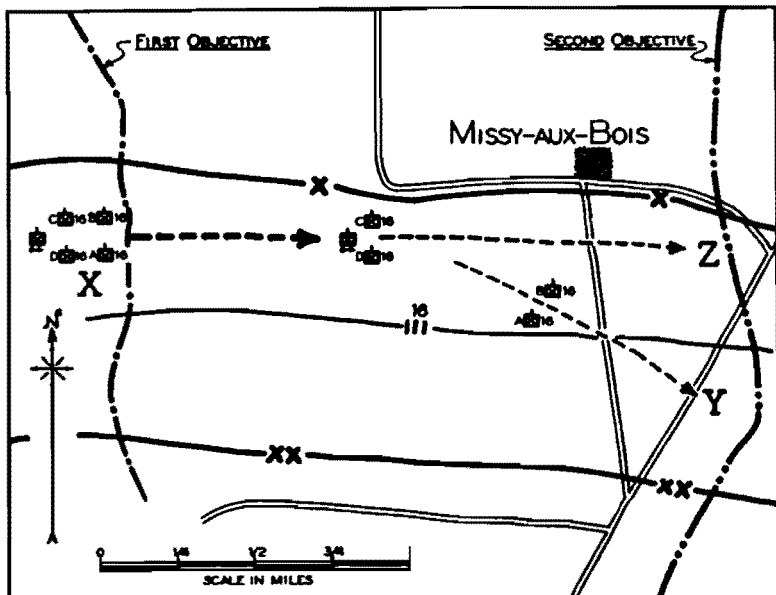 FIRST OBJECTIVE
SECOND OBJECTIVE
MISSY-AUX-BOIS
X
X
C 16 B 16
C 16
D 16 A 16
D 16
Z
X
B 16
A 16
16
III
N
Y
XX
XX
0 1/4 1/2 3/4
SCALE IN MILES